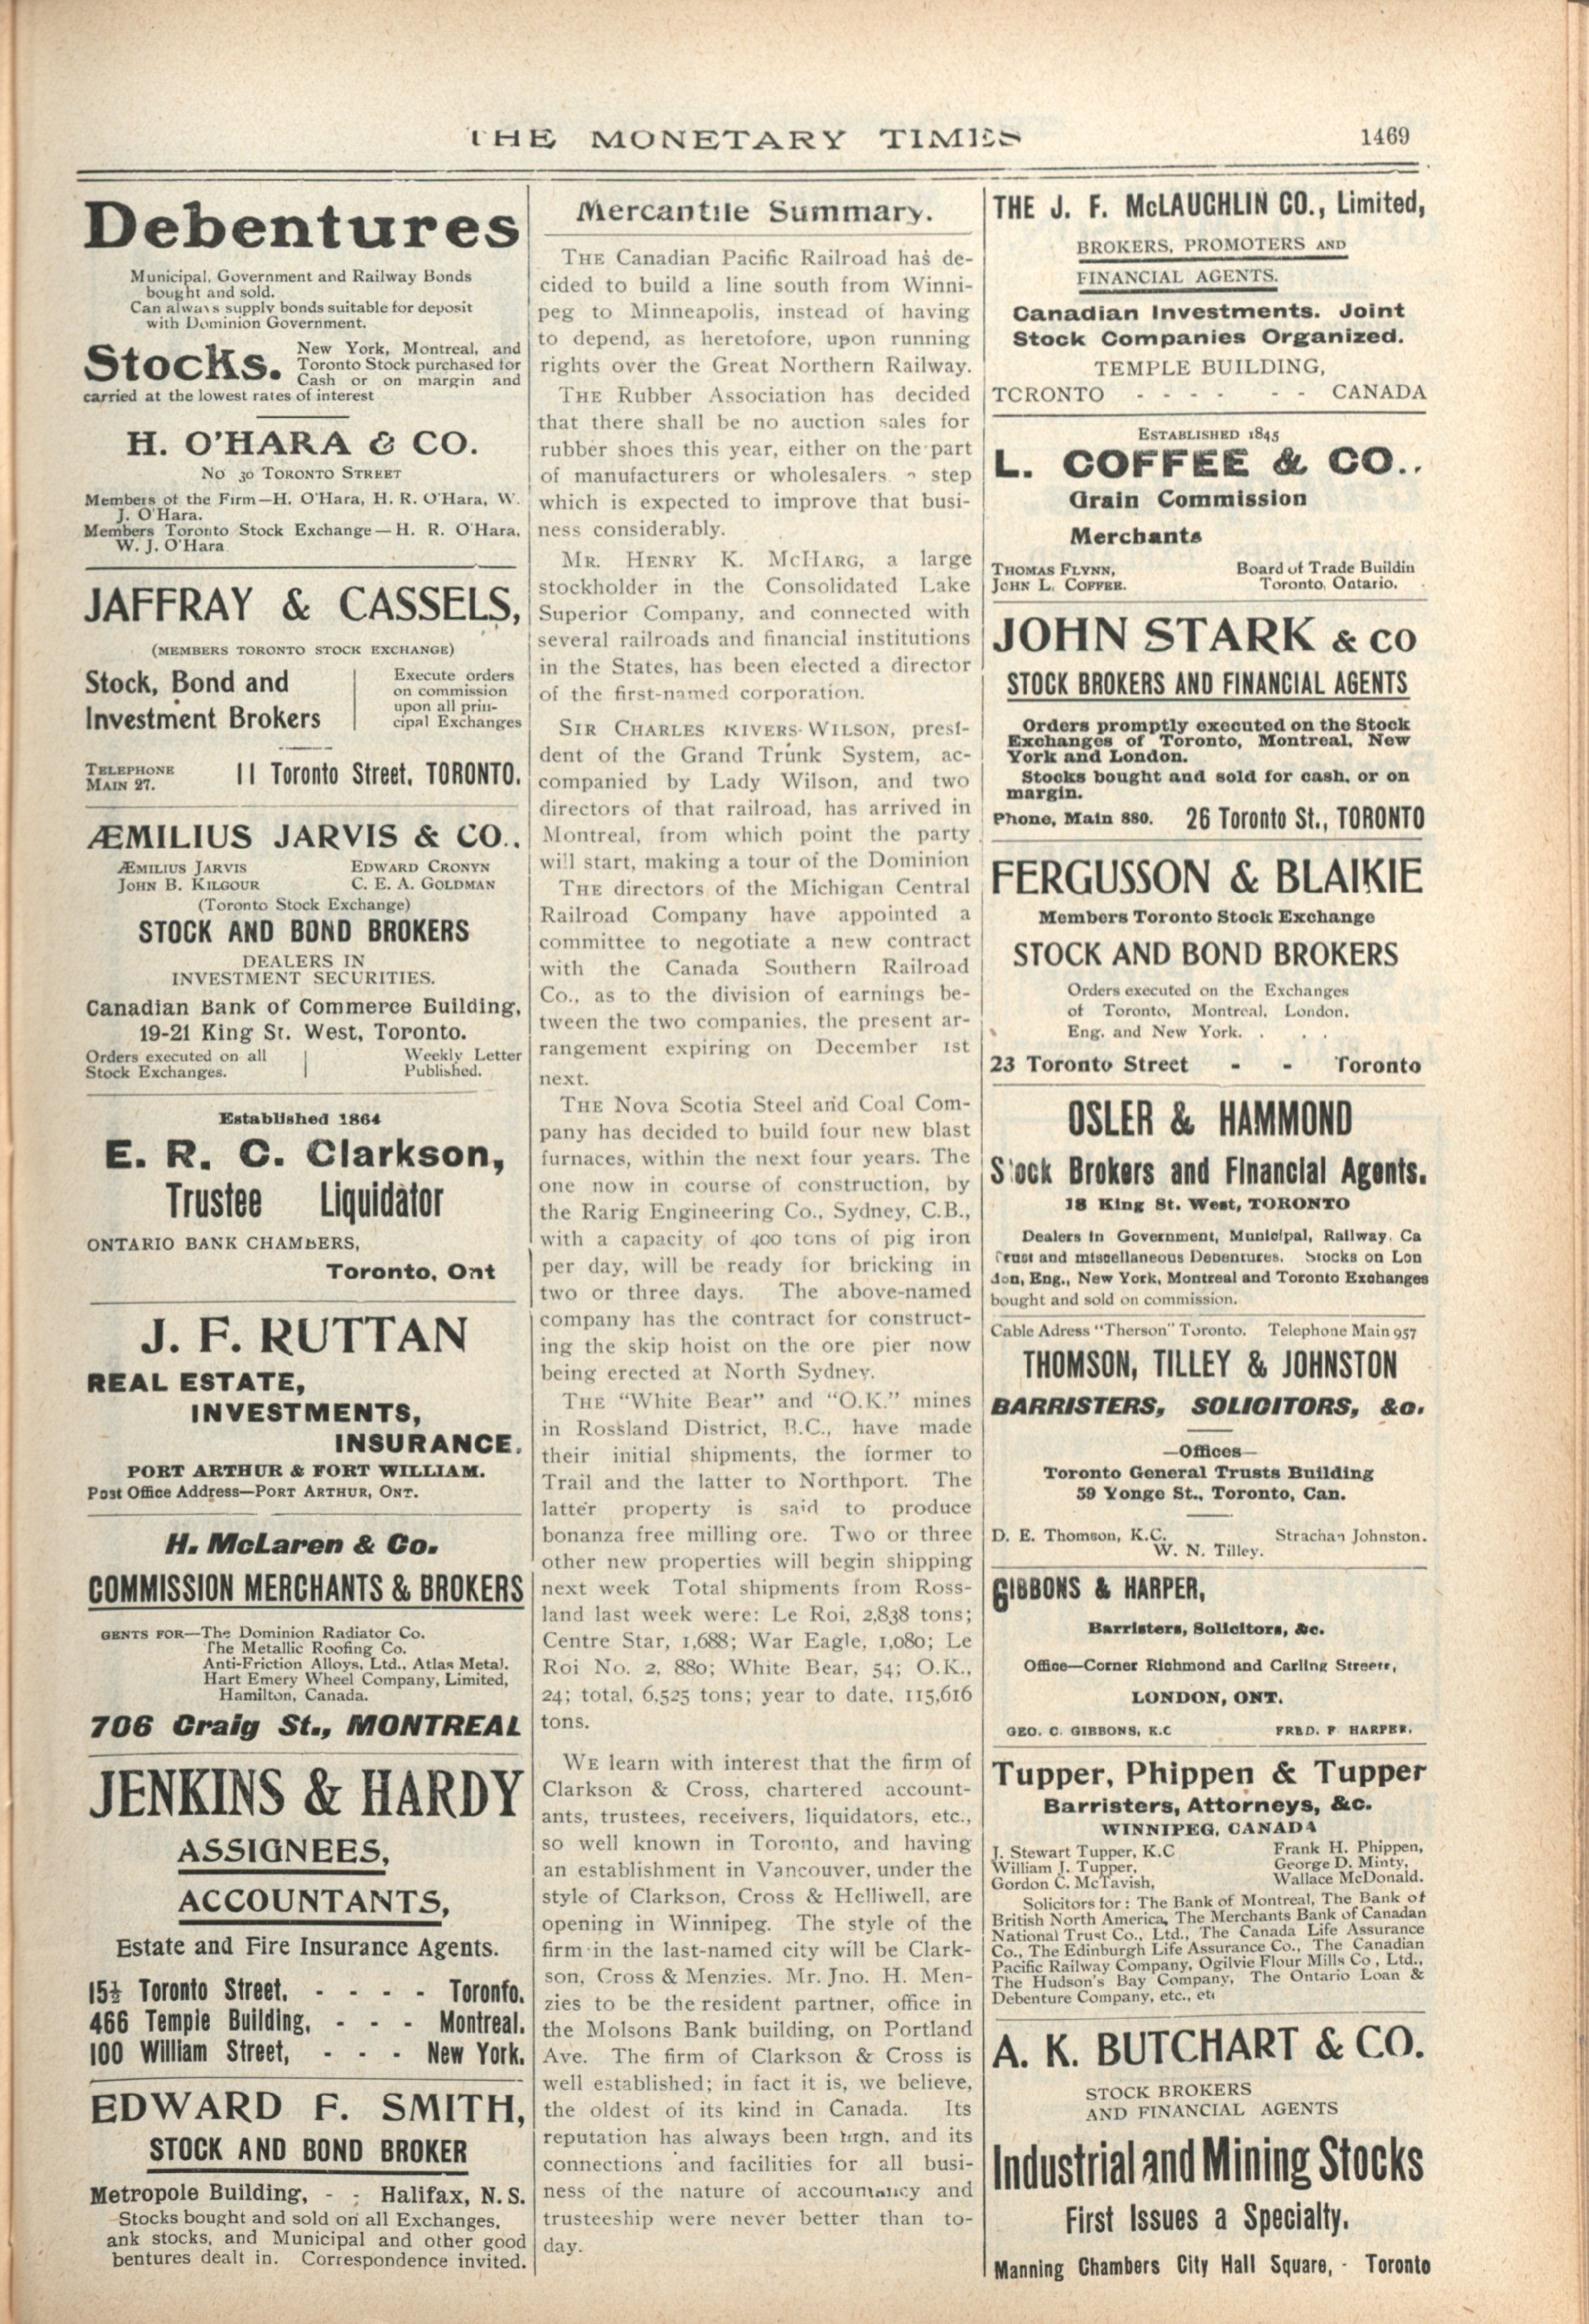 THE MONETARY TIMES
1469
Debentures
Municipal, Government and Railway Bonds
bought and sold.
Can always supply bonds suitable for deposit
with Dominion Government.
Stocks.
New York, Montreal, and
Toronto Stock purchased for
Cash or on margin and
carried at the lowest rates of interest
H. O'HARA & CO.
No 30 TORONTO STREET
Members of the Firm—H. O'Hara, H. R. O'Hara, W.
J. O'Hara.
Members Toronto Stock Exchange—H. R. O'Hara,
W. J. O'Hara
JAFFRAY & CASSELS,
(MEMBERS TORONTO STOCK EXCHANGE)
Stock, Bond and
Investment Brokers
Execute orders
on commission
upon all prin-
cipal Exchanges
TELEPHONE
MAIN 27.
11 Toronto Street, TORONTO.
ÆMILIUS JARVIS & CO..
ÆMILIUS JARVIS EDWARD CRONYN
JOHN B. KILGOUR C. E. A. GOLDMAN
(Toronto Stock Exchange)
STOCK AND BOND BROKERS
DEALERS IN
INVESTMENT SECURITIES.
Canadian Bank of Commerce Building,
19-21 King St. West, Toronto.
Orders executed on all
Stock Exchanges.
Weekly Letter
Published.
Established 1864
E. R. C. Clarkson,
Trustee Liquidator
ONTARIO BANK CHAMBERS,
Toronto, Ont
J. F. RUTTAN
REAL ESTATE,
INVESTMENTS,
INSURANCE.
PORT ARTHUR & FORT WILLIAM.
Post Office Address—PORT ARTHUR, ONT.
H. McLaren & Co.
COMMISSION MERCHANTS & BROKERS
GENTS FOR—The Dominion Radiator Co.
The Metallic Roofing Co.
Anti-Friction Alloys, Ltd., Atlas Metal.
Hart Emery Wheel Company, Limited,
Hamilton, Canada.
706 Craig St., MONTREAL
JENKINS & HARDY
ASSIGNEES,
ACCOUNTANTS,
Estate and Fire Insurance Agents.
15½ Toronto Street, - - - - Toronto.
466 Temple Building, - - - Montreal.
100 William Street, - - - New York.
EDWARD F. SMITH,
STOCK AND BOND BROKER
Metropole Building, - - Halifax, N. S.
Stocks bought and sold on all Exchanges,
ank stocks, and Municipal and other good
bentures dealt in. Correspondence invited.
Mercantile Summary.
THE Canadian Pacific Railroad has de-
cided to build a line south from Winni-
peg to Minneapolis, instead of having
to depend, as heretofore, upon running
rights over the Great Northern Railway.
THE Rubber Association has decided
that there shall be no auction sales for
rubber shoes this year, either on the part
of manufacturers or wholesalers step
which is expected to improve that busi-
ness considerably.
MR. HENRY K. MCHARG, a large
stockholder in the Consolidated Lake
Superior Company, and connected with
several railroads and financial institutions
in the States, has been elected a director
of the first-named corporation.
SIR CHARLES RIVERS-WILSON, presi-
dent of the Grand Trunk System, ac-
companied by Lady Wilson, and two
directors of that railroad, has arrived in
Montreal, from which point the party
will start, making a tour of the Dominion
THE directors of the Michigan Central
Railroad Company have appointed a
committee to negotiate a new contract
with the Canada Southern Railroad
Co., as to the division of earnings be-
tween the two companies, the present ar-
rangement expiring on December 1st
next.
THE Nova Scotia Steel and Coal Com-
pany has decided to build four new blast
furnaces, within the next four years. The
one now in course of construction, by
the Rarig Engineering Co., Sydney, C.B.,
with a capacity of 400 tons of pig iron
per day, will be ready for bricking in
two or three days. The above-named
company has the contract for construct-
ing the skip hoist on the ore pier now
being erected at North Sydney.
THE "White Bear" and "O.K." mines
in Rossland District, B.C., have made
their initial shipments, the former to
Trail and the latter to Northport. The
latter property is said to produce
bonanza free milling ore. Two or three
other new properties will begin shipping
next week Total shipments from Ross-
land last week were: Le Roi, 2,838 tons;
Centre Star, 1,688; War Eagle, 1,080; Le
Roi No. 2, 880; White Bear, 54; O.K.,
24; total, 6,525 tons; year to date, 115,616
tons.
WE learn with interest that the firm of
Clarkson & Cross, chartered account-
ants, trustees, receivers, liquidators, etc.,
so well known in Toronto, and having
an establishment in Vancouver, under the
style of Clarkson, Cross & Helliwell, are
opening in Winnipeg. The style of the
firm in the last-named city will be Clark-
son, Cross & Menzies. Mr. Jno. H. Men-
zies to be the resident partner, office in
the Molsons Bank building, on Portland
Ave. The firm of Clarkson & Cross is
well established; in fact it is, we believe,
the oldest of its kind in Canada. Its
reputation has always been high, and its
connections and facilities for all busi-
ness of the nature of accountancy and
trusteeship were never better than to-
day.
THE J. F. McLAUGHLIN CO., Limited,
BROKERS, PROMOTERS AND
FINANCIAL AGENTS.
Canadian Investments. Joint
Stock Companies Organized.
TEMPLE BUILDING,
TORONTO - - - - - - CANADA
ESTABLISHED 1845
L. COFFEE & CO..
Grain Commission
Merchants
THOMAS FLYNN,
JOHN L. COFFEE.
Board of Trade Buildin
Toronto, Ontario.
JOHN STARK & CO
STOCK BROKERS AND FINANCIAL AGENTS
Orders promptly executed on the Stock
Exchanges of Toronto, Montreal, New
York and London.
Stocks bought and sold for cash, or on
margin.
Phone, Main 880. 26 Toronto St., TORONTO
FERGUSSON & BLAIKIE
Members Toronto Stock Exchange
STOCK AND BOND BROKERS
Orders executed on the Exchanges
of Toronto, Montreal, London,
Eng. and New York. . . .
23 Toronto Street - - Toronto
OSLER & HAMMOND
Stock Brokers and Financial Agents.
18 King St. West, TORONTO
Dealers in Government, Municipal, Railway, Ca
Trust and miscellaneous Debentures. Stocks on Lon
don, Eng., New York, Montreal and Toronto Exchanges
bought and sold on commission.
Cable Adress "Therson" Toronto. Telephone Main 957
THOMSON, TILLEY & JOHNSTON
BARRISTERS, SOLICITORS, &c.
—Offices—
Toronto General Trusts Building
59 Yonge St., Toronto, Can.
D. E. Thomson, K.C. Strachan Johnston.
W. N. Tilley.
GIBBONS & HARPER,
Barristers, Solicitors, &c.
Office—Corner Richmond and Carling Streets,
LONDON, ONT.
GEO. C. GIBBONS, K.C FRED. F HARPER.
Tupper, Phippen & Tupper
Barristers, Attorneys, &c.
WINNIPEG, CANADA
J. Stewart Tupper, K.C Frank H. Phippen,
William J. Tupper, George D. Minty,
Gordon C. McTavish, Wallace McDonald.
Solicitors for: The Bank of Montreal, The Bank of
British North America, The Merchants Bank of Canadan
National Trust Co., Ltd., The Canada Life Assurance
Co., The Edinburgh Life Assurance Co., The Canadian
Pacific Railway Company, Ogilvie Flour Mills Co, Ltd.,
The Hudson's Bay Company, The Ontario Loan &
Debenture Company, etc., etc
A. K. BUTCHART & CO.
STOCK BROKERS
AND FINANCIAL AGENTS
Industrial and Mining Stocks
First Issues a Specialty.
Manning Chambers City Hall Square, - Toronto